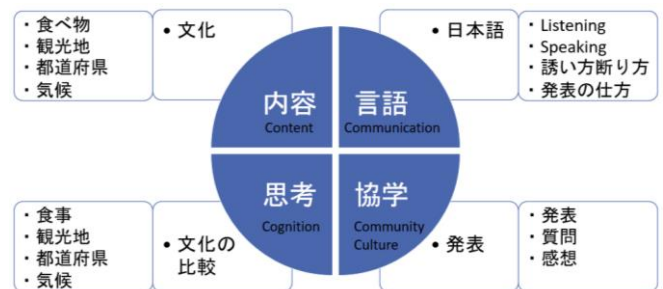 ・食べ物
・観光地
・都道府県
・気候
• 文化
内容
Content
言語
Communication
• 日本語
・Listening
・Speaking
・誘い方断り方
・発表の仕方
・食事
・観光地
・都道府県
・気候
• 文化の
比較
思考
Cognition
協学
Community
Culture
• 発表
・発表
・質問
・感想